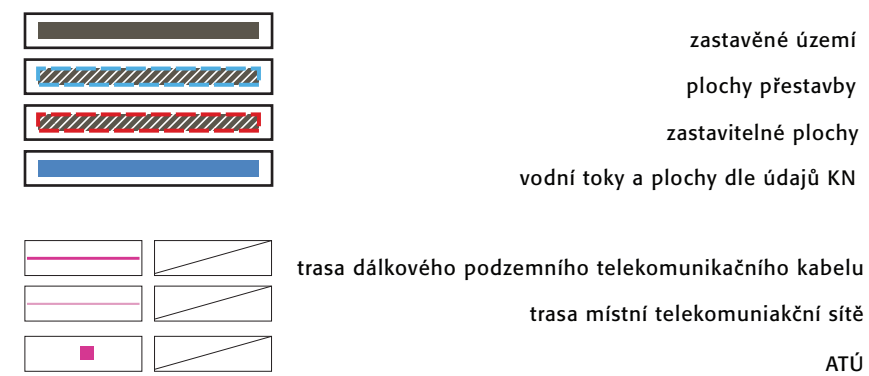 zastavěné území
plochy přestavby
zastavitelné plochy
vodní toky a plochy dle údajů KN
trasa dálkového podzemního telekomunikačního kabelu
trasa místní telekomuniakční sítě
ATÚ